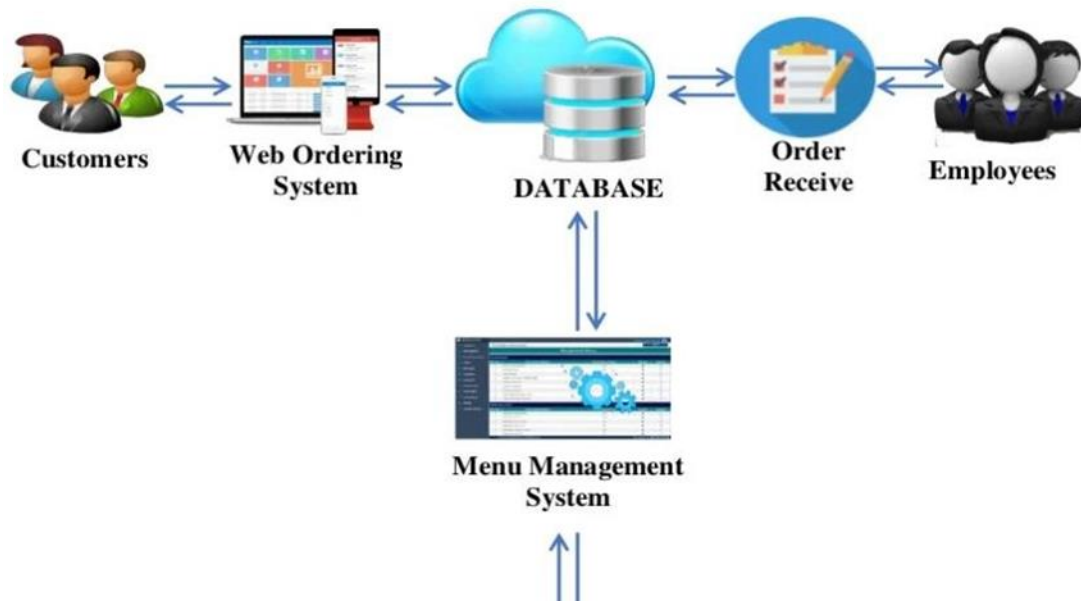 Customers
Web Ordering
System
DATABASE
Order
Receive
Employees
Menu Management
System